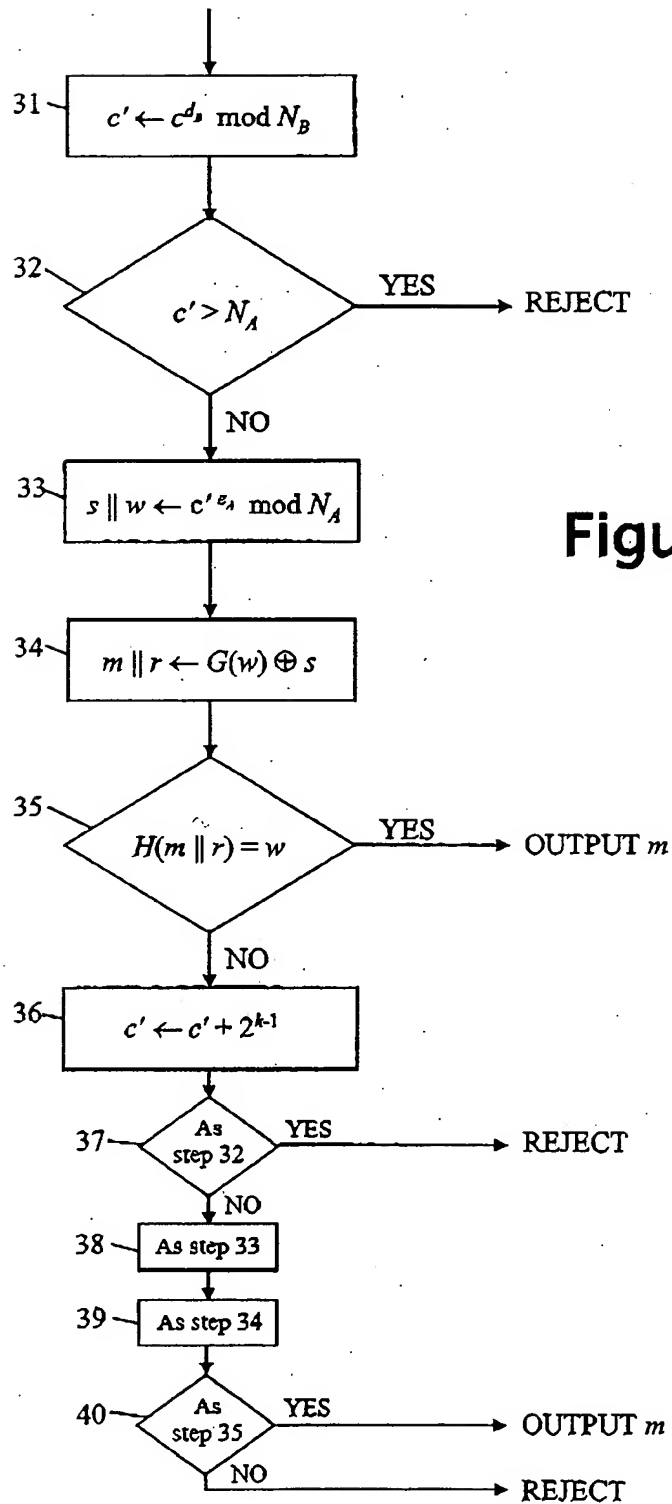 31
c' ← c^{d_B} mod N_B
32
c' > N_A
YES
REJECT
NO
33
s || w ← c'^{e_A} mod N_A
Figu
34
m || r ← G(w) ⊕ s
35
H(m || r) = w
YES
OUTPUT m
NO
36
c' ← c' + 2^{k-1}
37
As
step 32
YES
REJECT
NO
38
As step 33
39
As step 34
40
As
step 35
YES
OUTPUT m
NO
REJECT